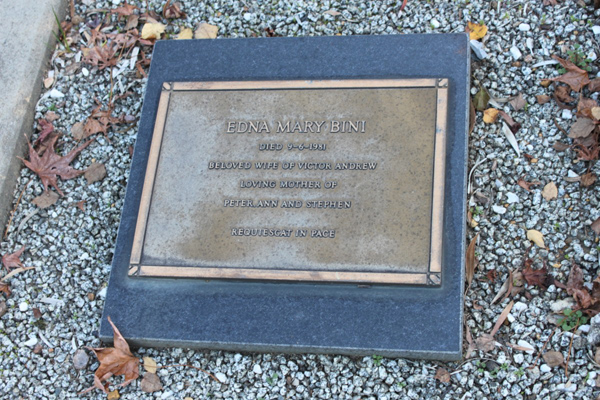 EDNA MARY BINI
DIED 9-6-1981
BELOVED WIFE OF VICTOR ANDREW
LOVING MOTHER OF
PETER, ANN AND STEPHEN
REQUIESCAT IN PACE